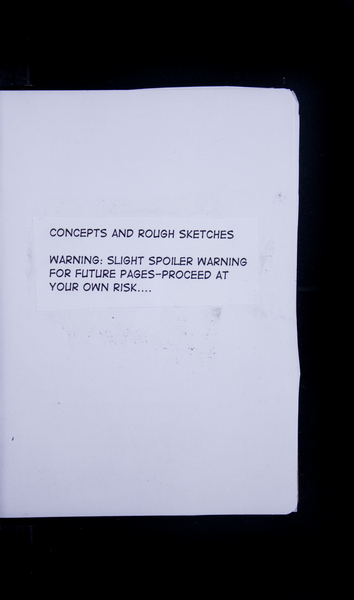 CONCEPTS AND ROUGH SKETCHES
WARNING: SLIGHT SPOILER WARNING
FOR FUTURE PAGES-PROCEED AT
YOUR OWN RISK....